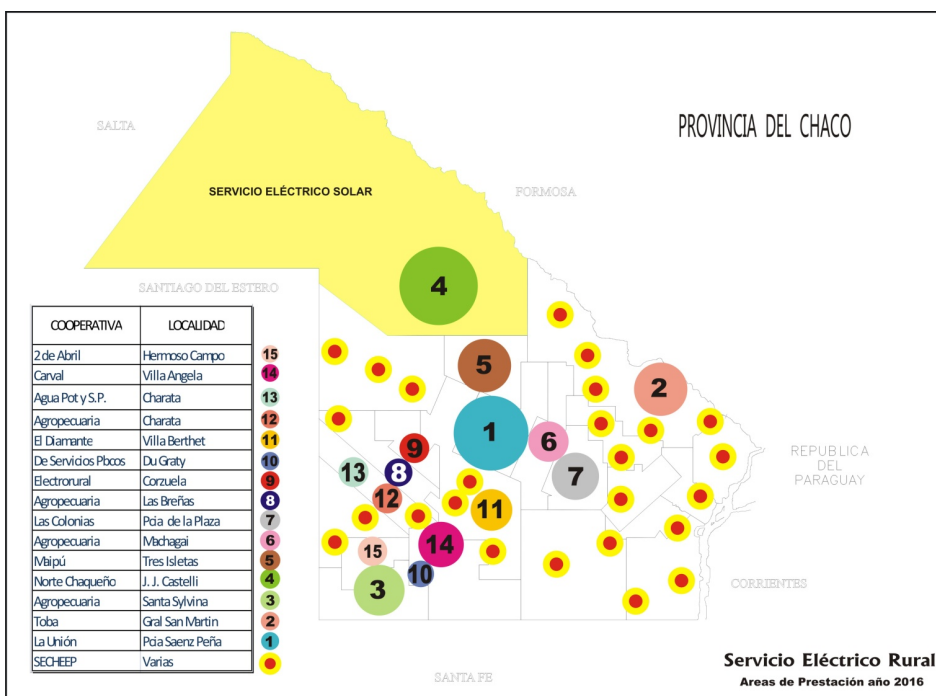 PROVINCIA DEL CHACO
SALTA
SERVICIO ELÉCTRICO SOLAR
FORMOSA
SANTIAGO DEL ESTERO
4
5
2
1
6
9
7
13
8
12
11
14
15
10
3
REPUBLICA
DEL
PARAGUAY
CORRIENTES
SANTA FE
COOPERATIVA LOCALIDAD
2 de Abril Hermoso Campo 15
Carval Villa Angela 14
Agua Pot y S.P. Charata 13
Agropecuaria Charata 12
El Diamante Villa Berthet 11
De Servicios Pbcos Du Graty 10
Electrorural Corzuela 9
Agropecuaria Las Breñas 8
Las Colonias Pcia de la Plaza 7
Agropecuaria Machagai 6
Maipú Tres Isletas 5
Norte Chaqueño J. J. Castelli 4
Agropecuaria Santa Sylvina 3
Toba Gral San Martin 2
La Unión Pcia Saenz Peña 1
SECHEEP Varias
Servicio Eléctrico Rural
Areas de Prestación año 2016